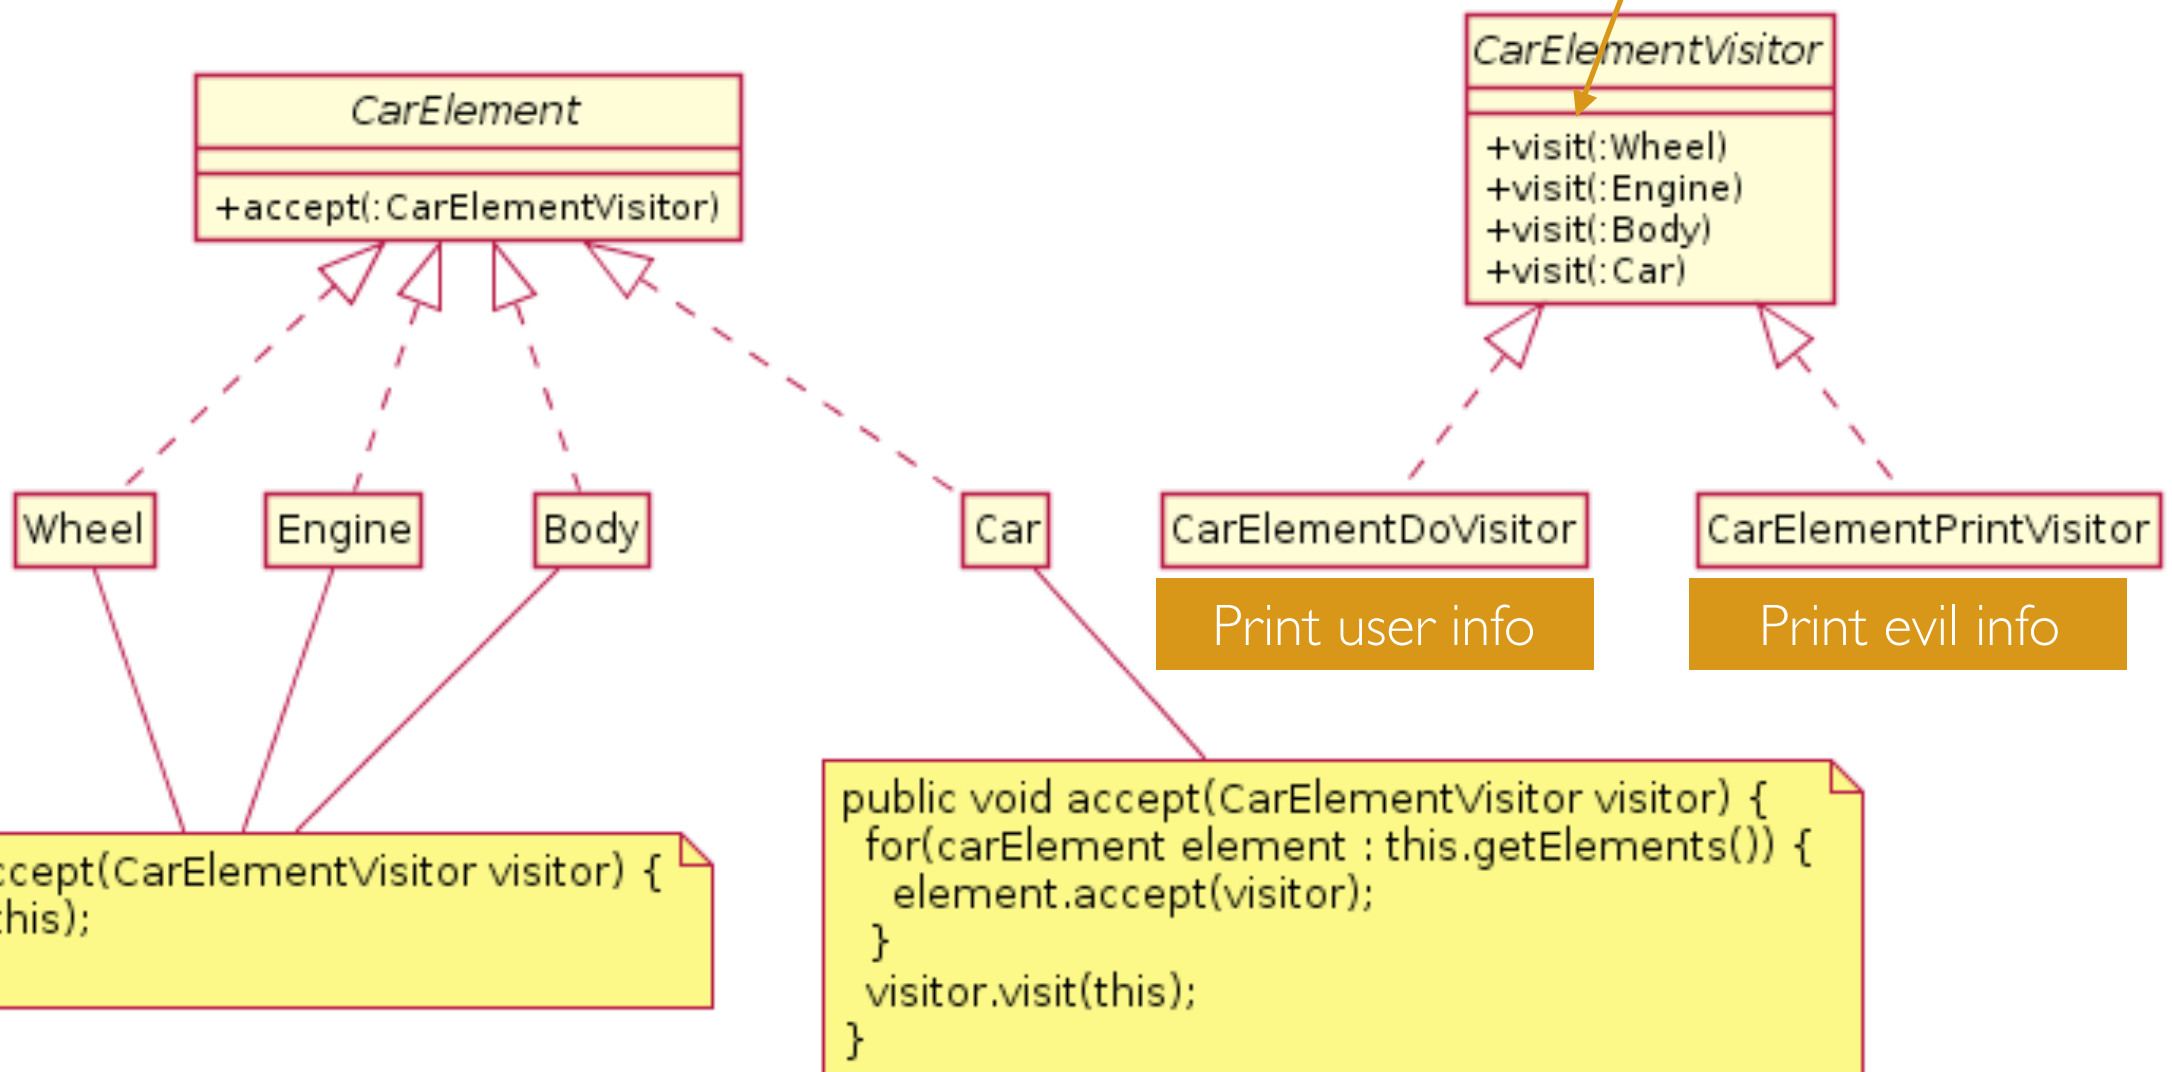 CarElement
+accept(:CarElementVisitor)
CarElementVisitor
+visit(:Wheel)
+visit(:Engine)
+visit(:Body)
+visit(:Car)
Wheel
Engine
Body
Car
CarElementDoVisitor
CarElementPrintVisitor
Print user info
Print evil info
ccept(CarElementVisitor visitor) {
this);
public void accept(CarElementVisitor visitor) {
for(carElement element : this.getElements()) {
element.accept(visitor);
}
visitor.visit(this);
}